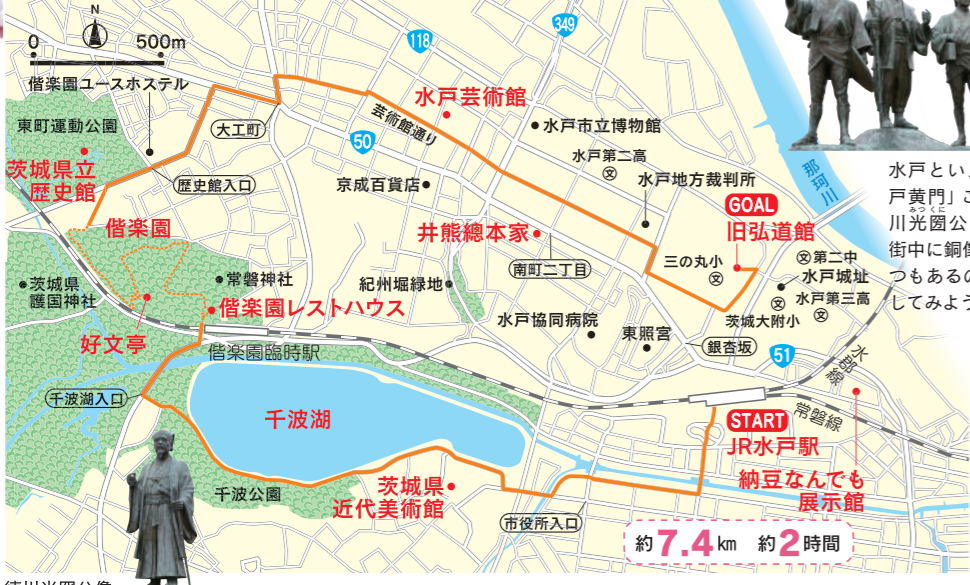 N
0 500m
118
349
偕楽園ユースホステル
東町運動公園
大工町
芸術館通り
水戸芸術館
水戸市立博物館
50
水戸第二高
那珂川
茨城県立
歴史館
歴史館入口
京成百貨店
水戸地方裁判所
GOAL
旧弘道館
偕楽園
井熊總本家
南町二丁目
三の丸小
第二中
水戸城址
水戸第三高
茨城大附小
茨城県
護国神社
常磐神社
紀州堀緑地
偕楽園レストハウス
水戸協同病院
東照宮
銀杏坂
51
好文亭
偕楽園臨時駅
水郡線
常磐線
千波湖入口
千波湖
START
JR水戸駅
納豆なんでも
展示館
千波公園
茨城県
近代美術館
市役所入口
約7.4km 約2時間
水戸とい
戸黄門」こ
みつくに
川光圀公
街中に銅像
つもあるの
してみよう
徳川光圀公像